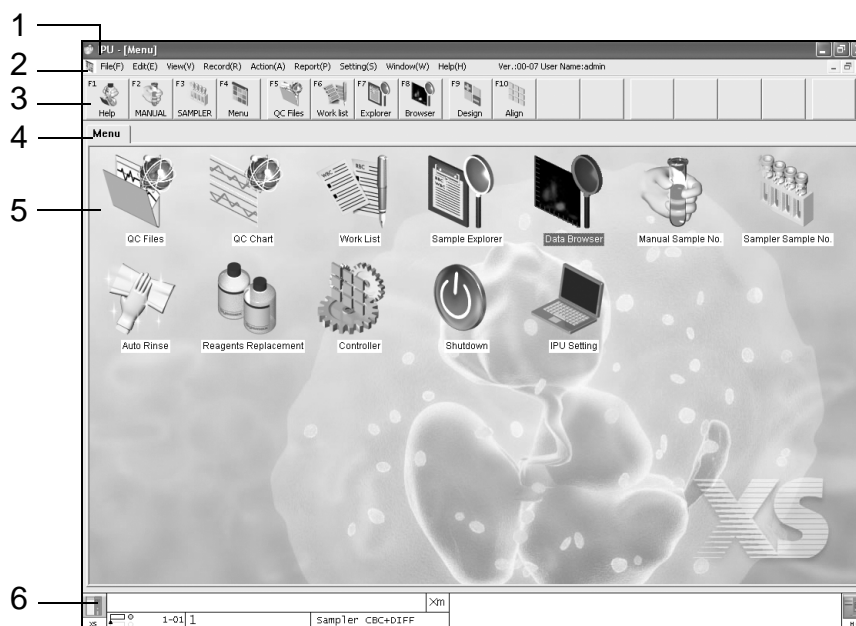 1
IPU - [Menu]
2
File(F) Edit(E) View(V) Record(R) Action(A) Report(P) Setting(S) Window(W) Help(H) Ver.:00-07 User Name:admin
3
F1 F2 F3 F4 F5 F6 F7 F8 F9 F10
Help MANUAL SAMPLER Menu QC Files Work list Explorer Browser Design Align
4
Menu
5
QC Files QC Chart Work List Sample Explorer Data Browser Manual Sample No. Sampler Sample No.
Auto Rinse Reagents Replacement Controller Shutdown IPU Setting
XS
6
Xm
XS 1-01 1 Sampler CBC+DIFF H